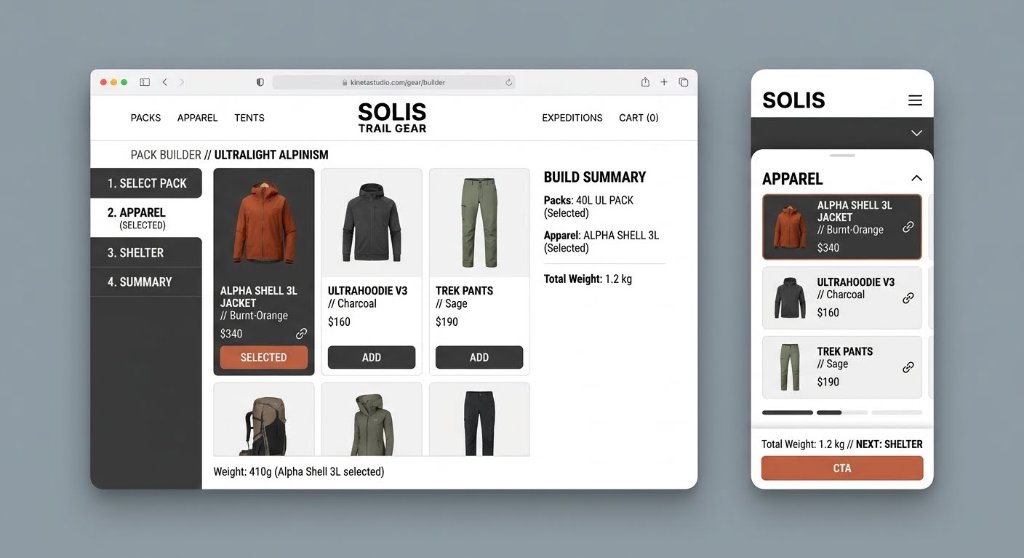 kinetastudio.com/gear/builder
PACKS APPAREL TENTS
SOLIS
TRAIL GEAR
EXPEDITIONS CART (0)
PACK BUILDER // ULTRALIGHT ALPINISM
1. SELECT PACK
2. APPAREL
(SELECTED)
3. SHELTER
4. SUMMARY
ALPHA SHELL 3L
JACKET
// Burnt-Orange
$340
SELECTED
ULTRAHOODIE V3
// Charcoal
$160
ADD
TREK PANTS
// Sage
$190
ADD
Weight: 410g (Alpha Shell 3L selected)
BUILD SUMMARY
Packs: 40L UL PACK
(Selected)
Apparel: ALPHA SHELL 3L
(Selected)
Total Weight: 1.2 kg
SOLIS
APPAREL
ALPHA SHELL 3L
JACKET
// Burnt-Orange
$340
ULTRAHOODIE V3
// Charcoal
$160
TREK PANTS
// Sage
$190
Total Weight: 1.2 kg // NEXT: SHELTER
CTA